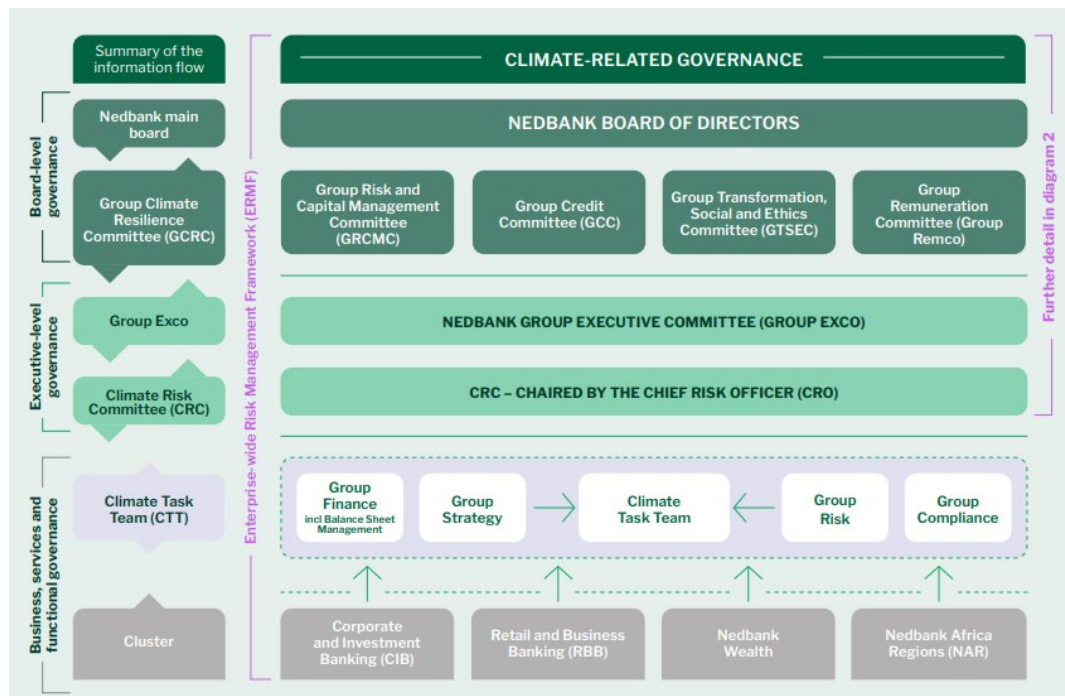 Summary of the
information flow
CLIMATE-RELATED GOVERNANCE
Board-level
governance
Nedbank main
board
NEDBANK BOARD OF DIRECTORS
Group Climate
Resilience
Committee (GCRC)
Group Risk and
Capital Management
Committee
(GRCMC)
Group Credit
Committee (GCC)
Group Transformation,
Social and Ethics
Committee (GTSEC)
Group
Remuneration
Committee (Group
Remco)
Enterprise-wide Risk Management Framework (ERMF)
Further detail in diagram 2
Executive-level
governance
Group Exco
NEDBANK GROUP EXECUTIVE COMMITTEE (GROUP EXCO)
Climate Risk
Committee (CRC)
CRC – CHAIRED BY THE CHIEF RISK OFFICER (CRO)
Business, services and
functional governance
Climate Task
Team (CTT)
Group
Finance
incl Balance Sheet
Management
Group
Strategy
Climate
Task Team
Group
Risk
Group
Compliance
Cluster
Corporate
and Investment
Banking (CIB)
Retail and Business
Banking (RBB)
Nedbank
Wealth
Nedbank Africa
Regions (NAR)